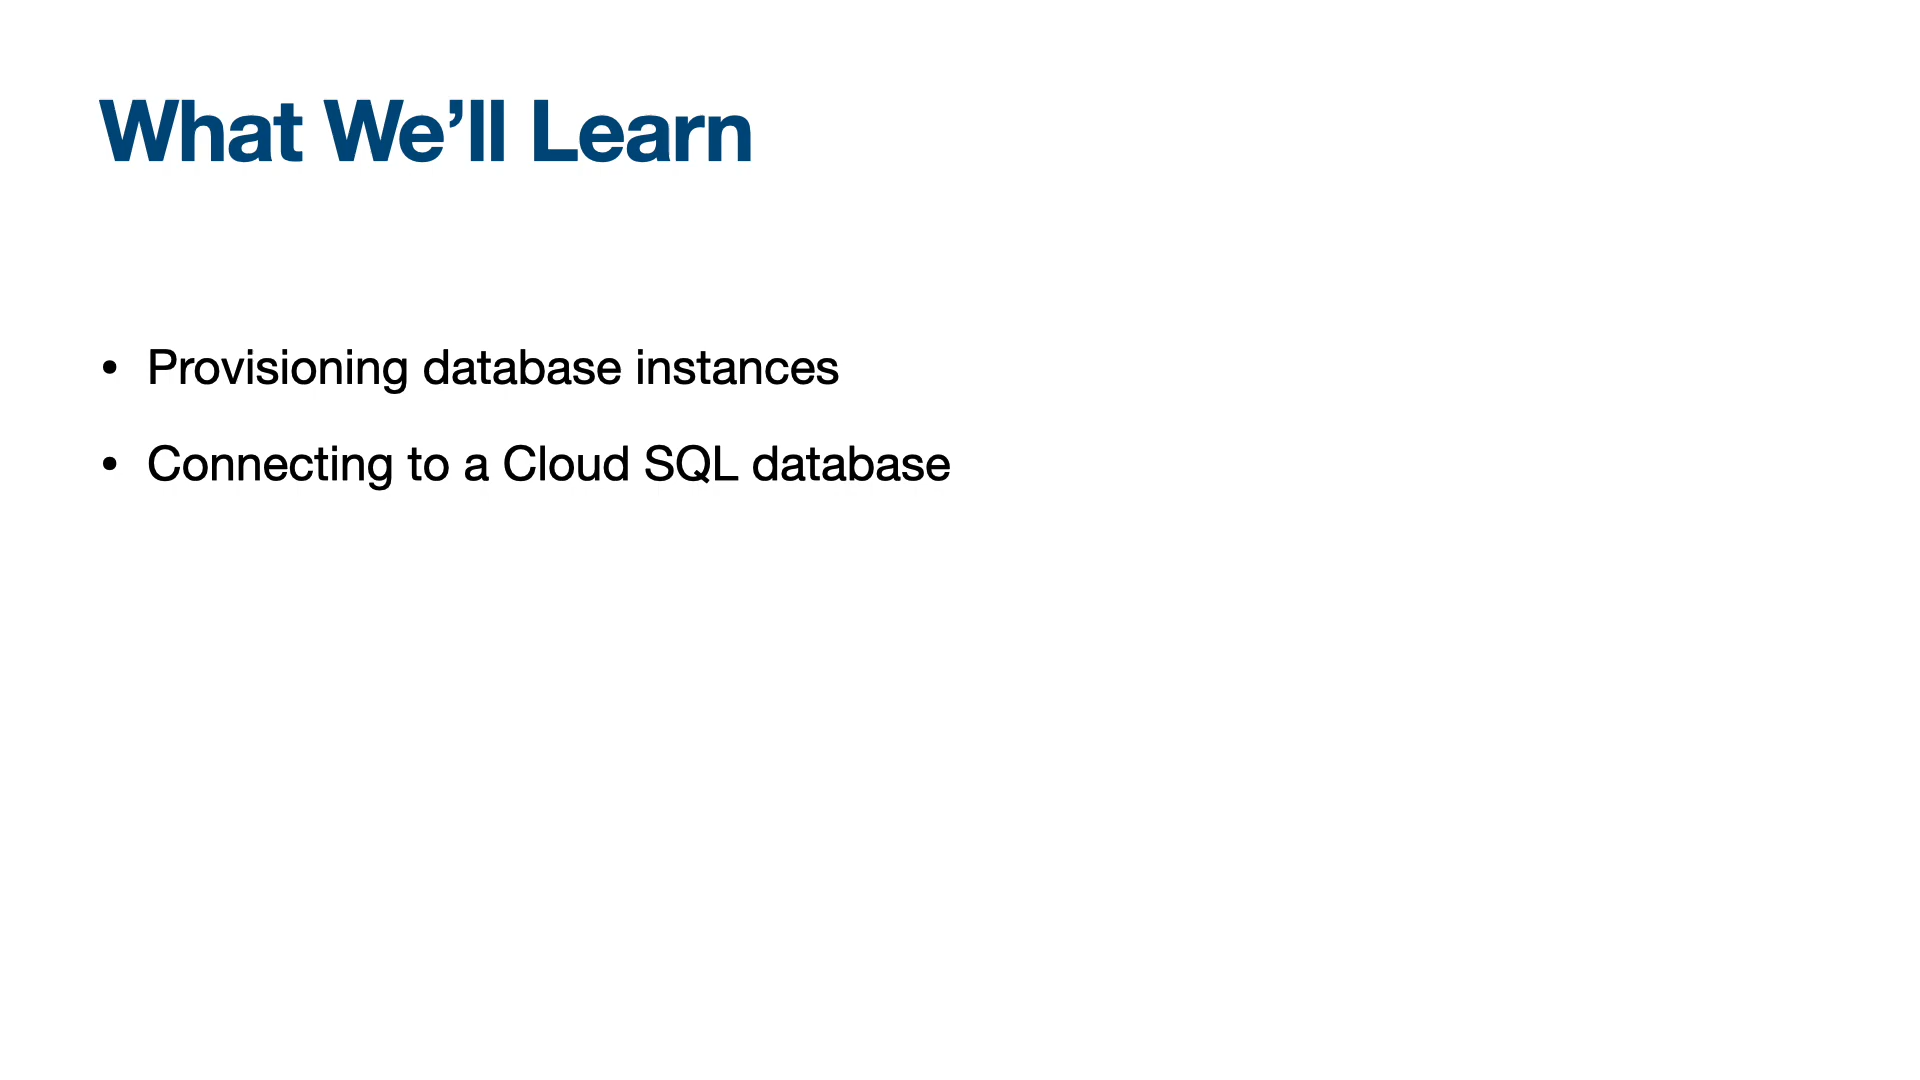 What We’ll Learn
• Provisioning database instances
• Connecting to a Cloud SQL database